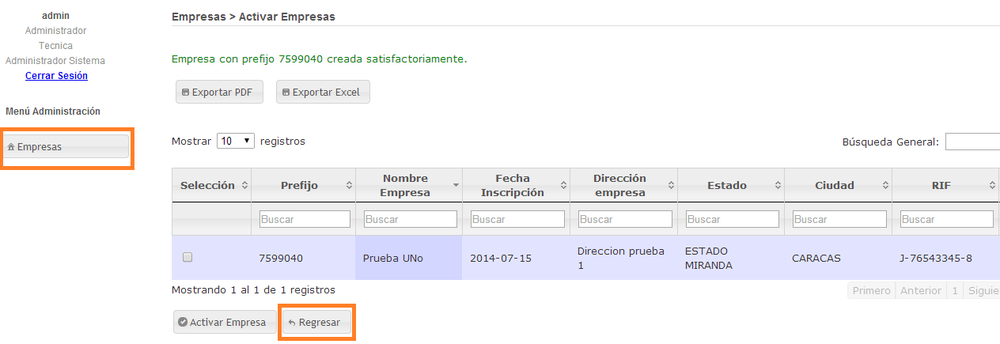 admin
Administrador
Tecnica
Administrador Sistema
Cerrar Sesión
Menú Administración
Empresas
Empresas > Activar Empresas
Empresa con prefijo 7599040 creada satisfactoriamente.
Exportar PDF Exportar Excel
Mostrar 10 registros Búsqueda General:
Selección Prefijo Nombre Empresa Fecha Inscripción Dirección empresa Estado Ciudad RIF
Buscar Buscar Buscar Buscar Buscar Buscar Buscar
7599040 Prueba UNo 2014-07-15 Direccion prueba 1 ESTADO MIRANDA CARACAS J-76543345-8
Mostrando 1 al 1 de 1 registros
Primero Anterior 1 Siguie
Activar Empresa Regresar